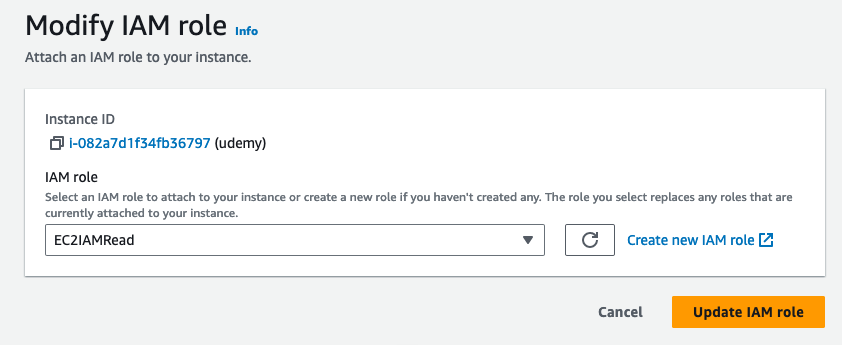 Modify IAM role Info
Attach an IAM role to your instance.
Instance ID
i-082a7d1f34fb36797 (udemy)
IAM role
Select an IAM role to attach to your instance or create a new role if you haven't created any. The role you select replaces any roles that are
currently attached to your instance.
EC2IAMRead
Create new IAM role
Cancel
Update IAM role